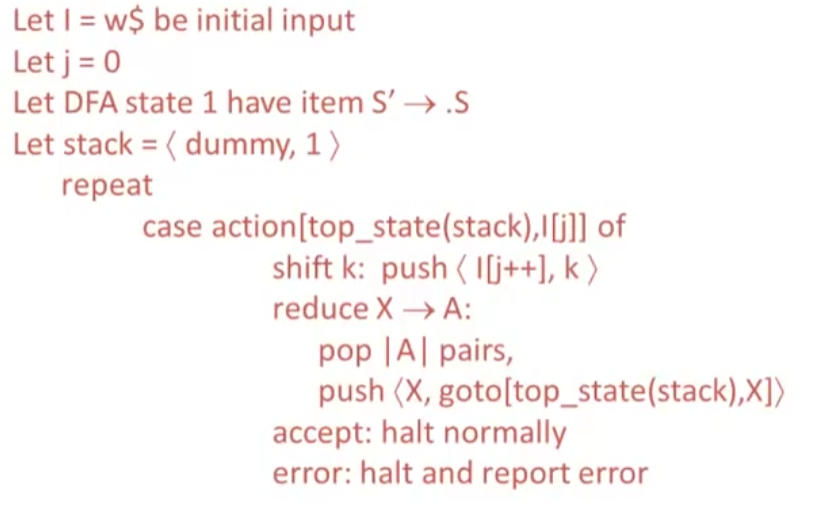 Let I = w$ be initial input
Let j = 0
Let DFA state 1 have item S’ → .S
Let stack = ⟨ dummy, 1 ⟩
repeat
case action[top_state(stack),I[j]] of
shift k: push ⟨ I[j++], k ⟩
reduce X → A:
pop |A| pairs,
push ⟨X, goto[top_state(stack),X]⟩
accept: halt normally
error: halt and report error